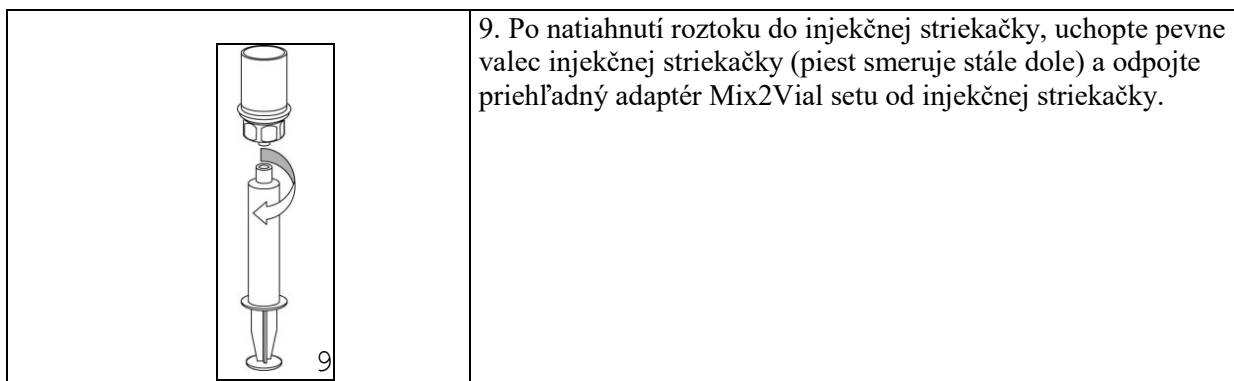 9. Po natiahnutí roztoku do injekčnej striekačky, uchopte pevne
valec injekčnej striekačky (piest smeruje stále dole) a odpojte
priehľadný adaptér Mix2Vial setu od injekčnej striekačky.
9